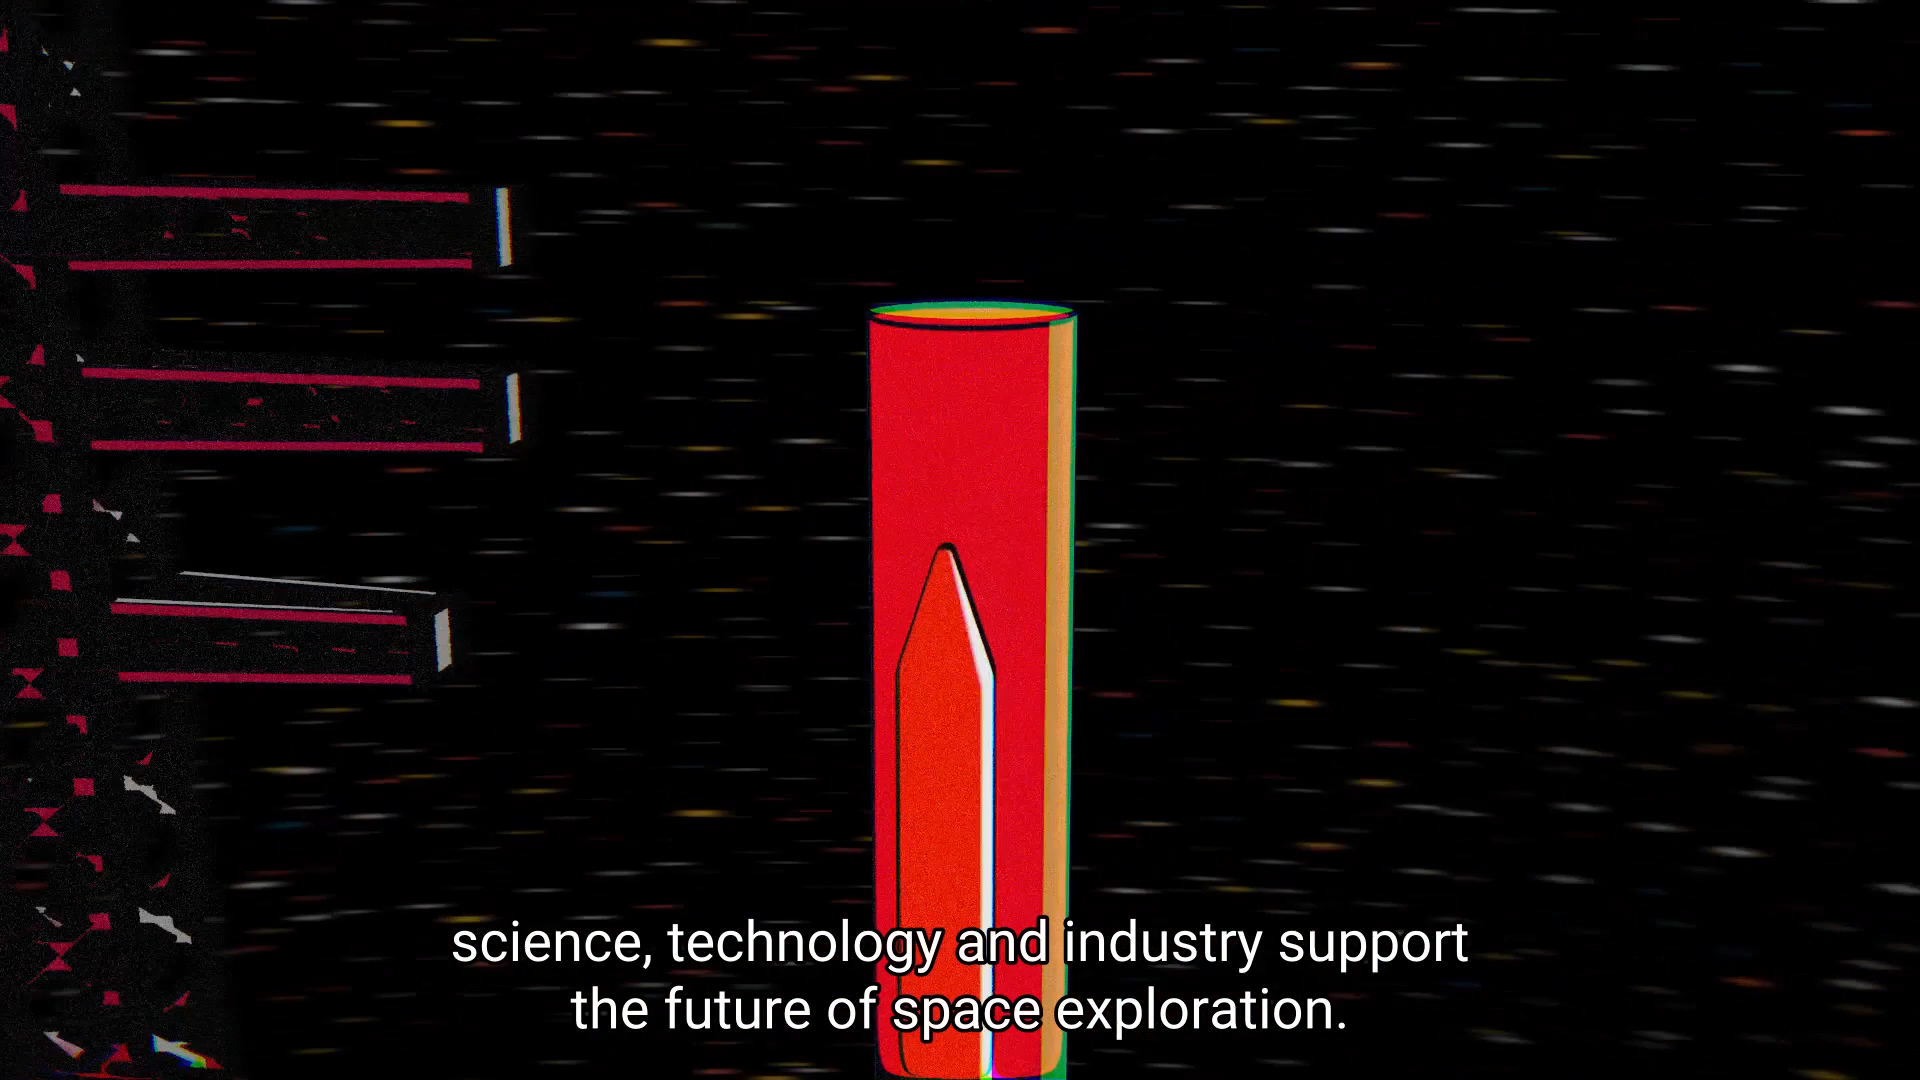 science, technology and industry support
the future of space exploration.